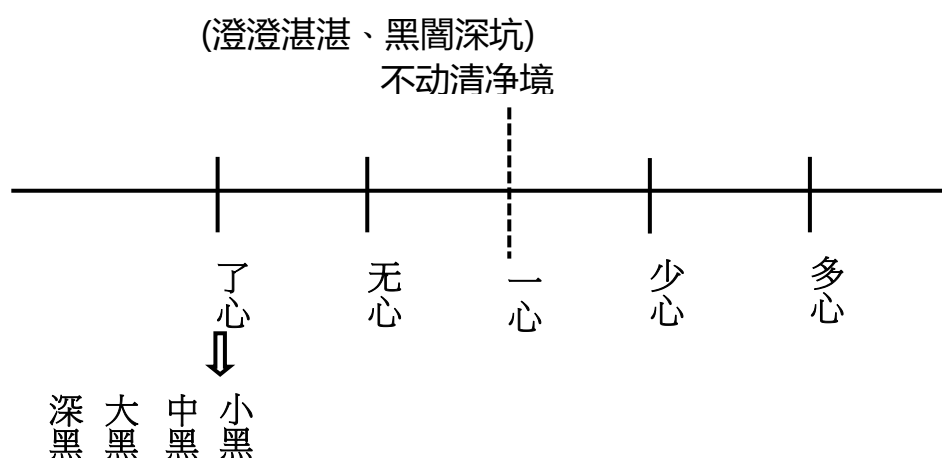 (澄澄湛湛、黑闇深坑)
不动清净境
了心
无心
一心
少心
多心
深黑
大黑
中黑
小黑